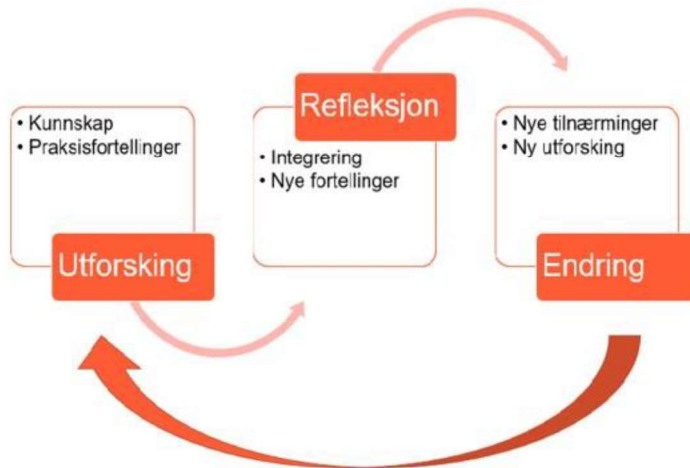 • Kunnskap
• Praksisfortellinger
Utforsking
Refleksjon
• Integrering
• Nye fortellinger
• Nye tilnærminger
• Ny utforsking
Endring